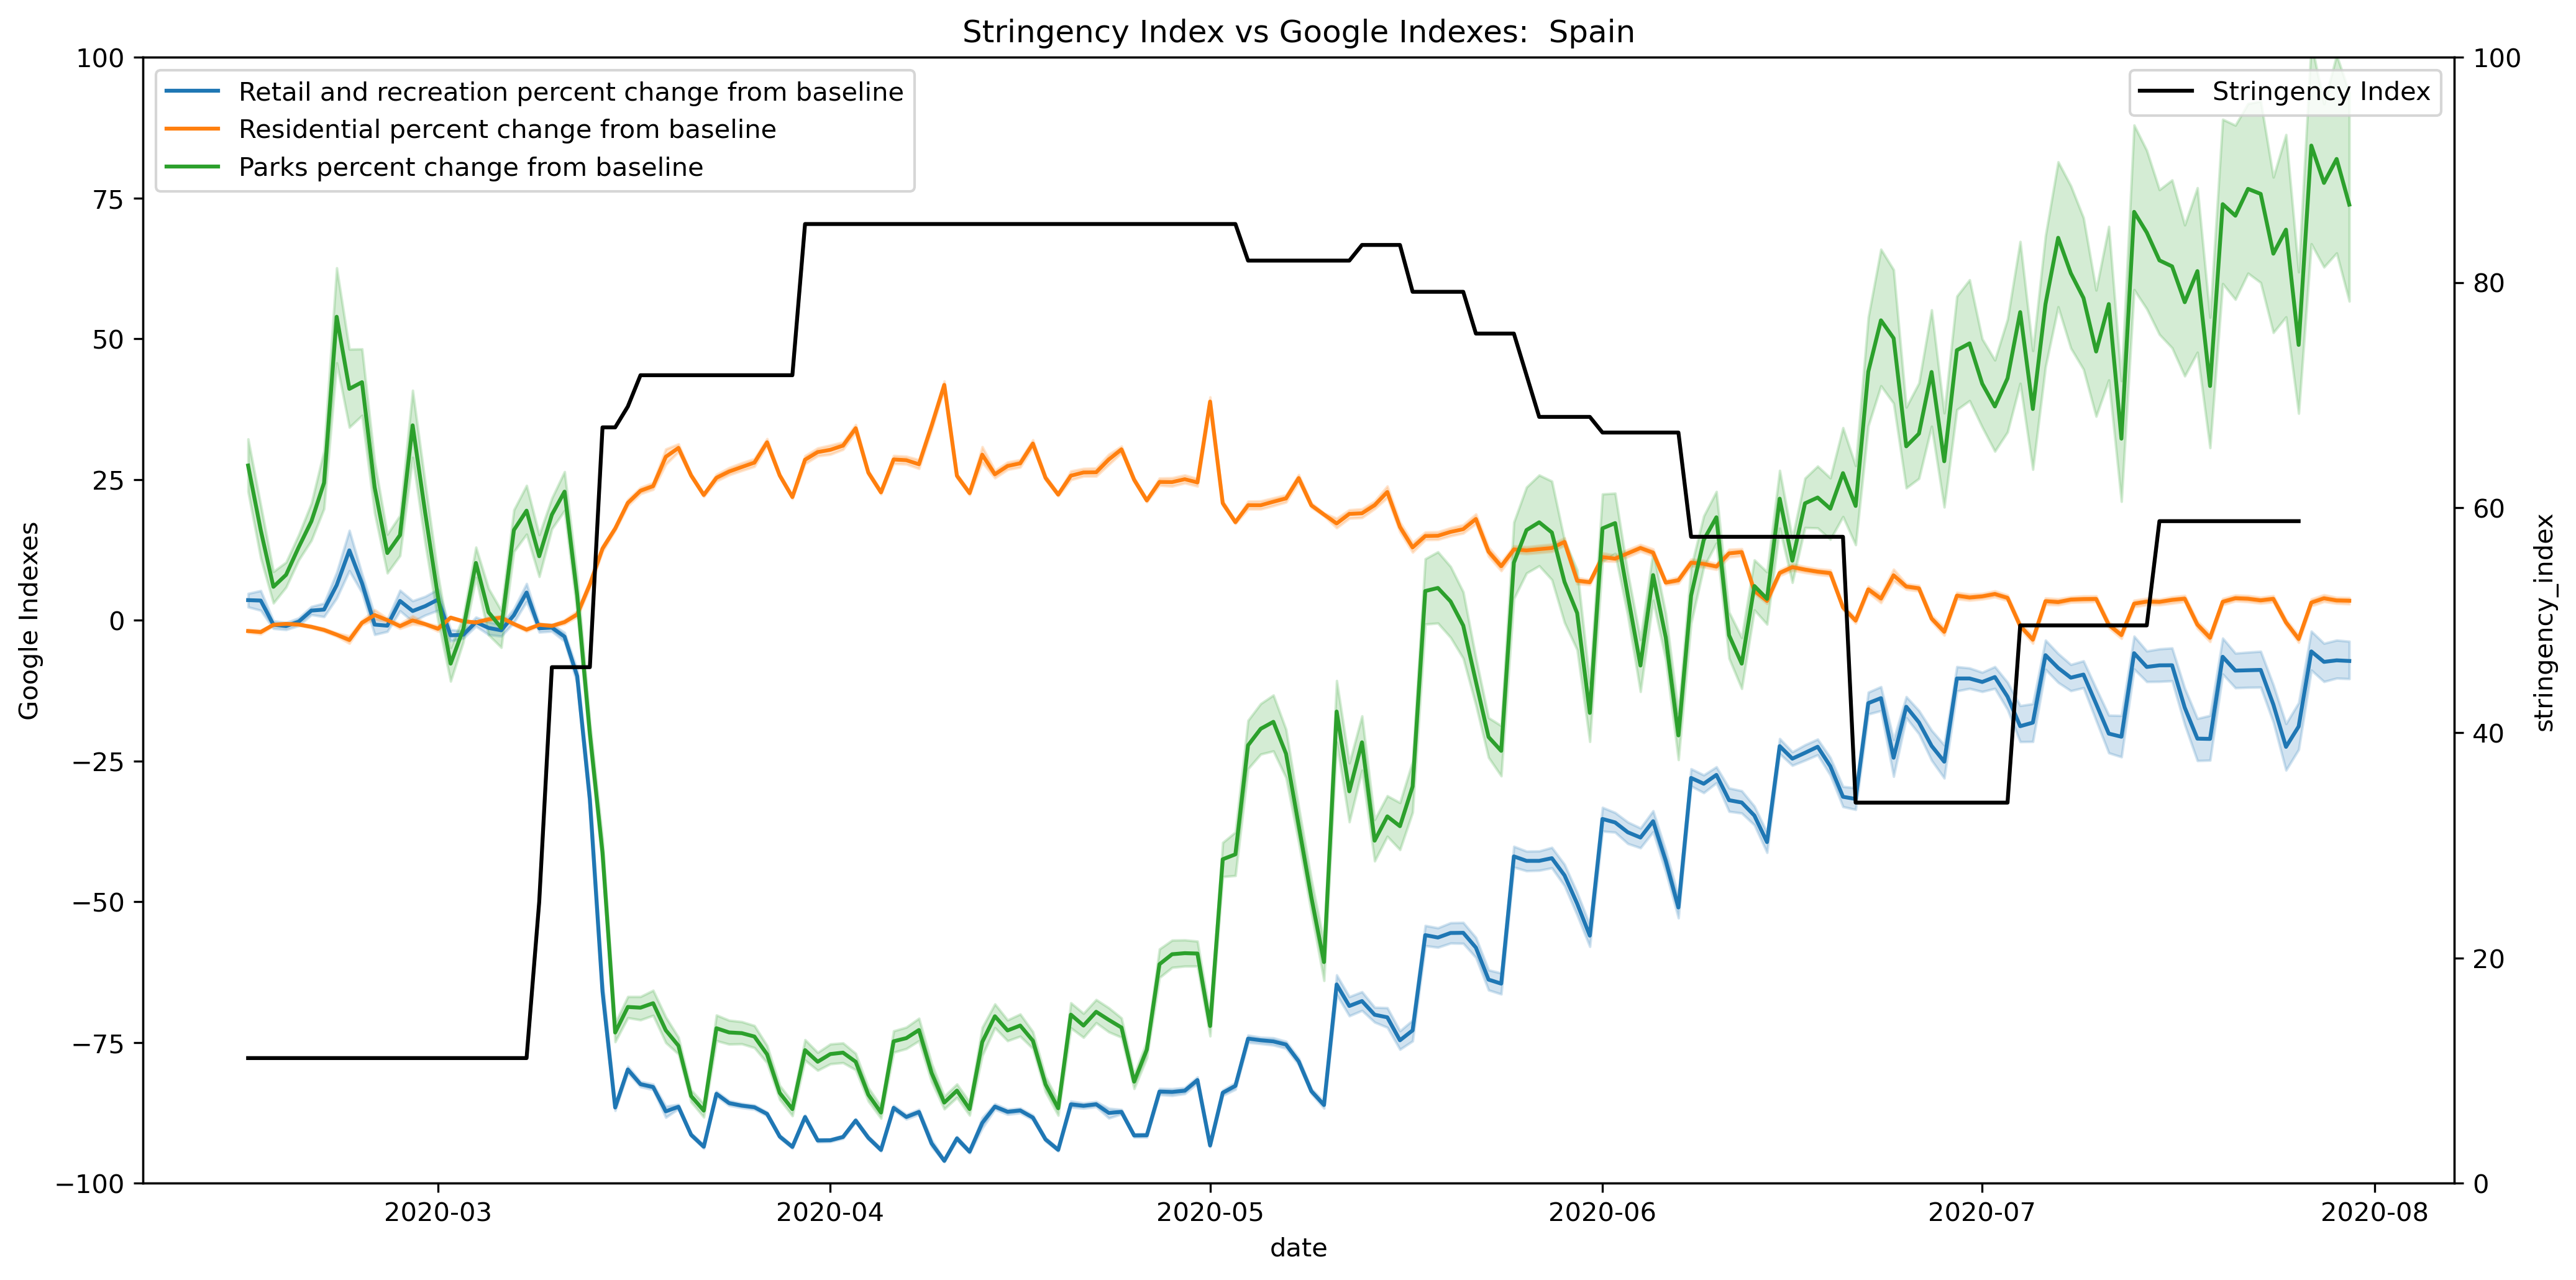 Stringency Index vs Google Indexes:  Spain
Retail and recreation percent change from baseline
Residential percent change from baseline
Parks percent change from baseline
Stringency Index
100
75
50
25
0
−25
−50
−75
−100
Google Indexes
100
80
60
40
20
0
stringency_index
2020-03
2020-04
2020-05
2020-06
2020-07
2020-08
date